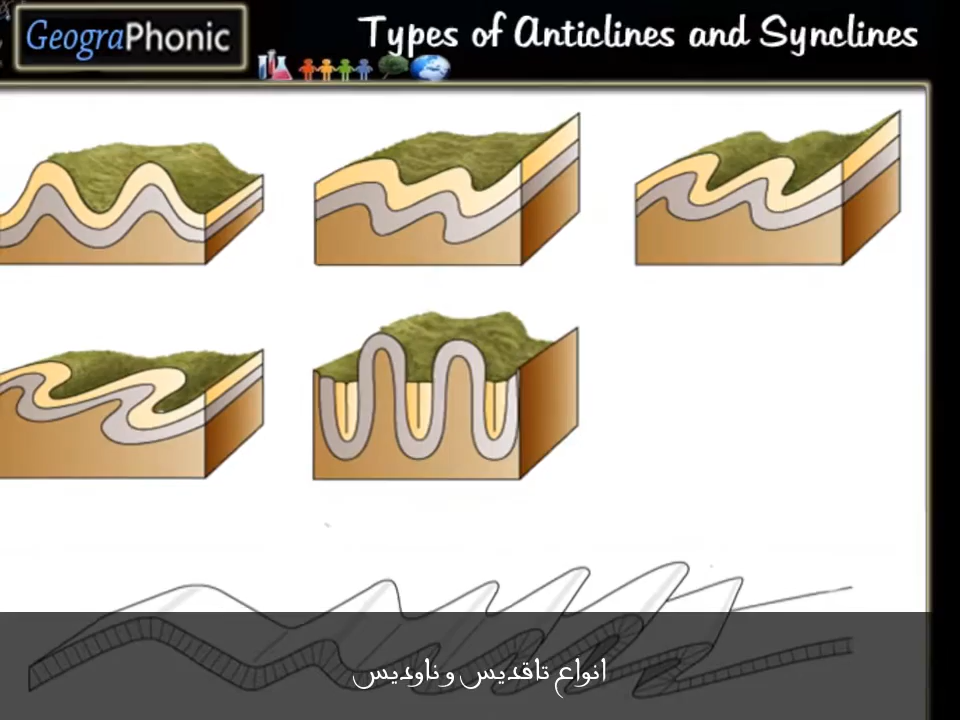 GeograPhonic
Types of Anticlines and Synclines
انواع تاقدیس و ناودیس